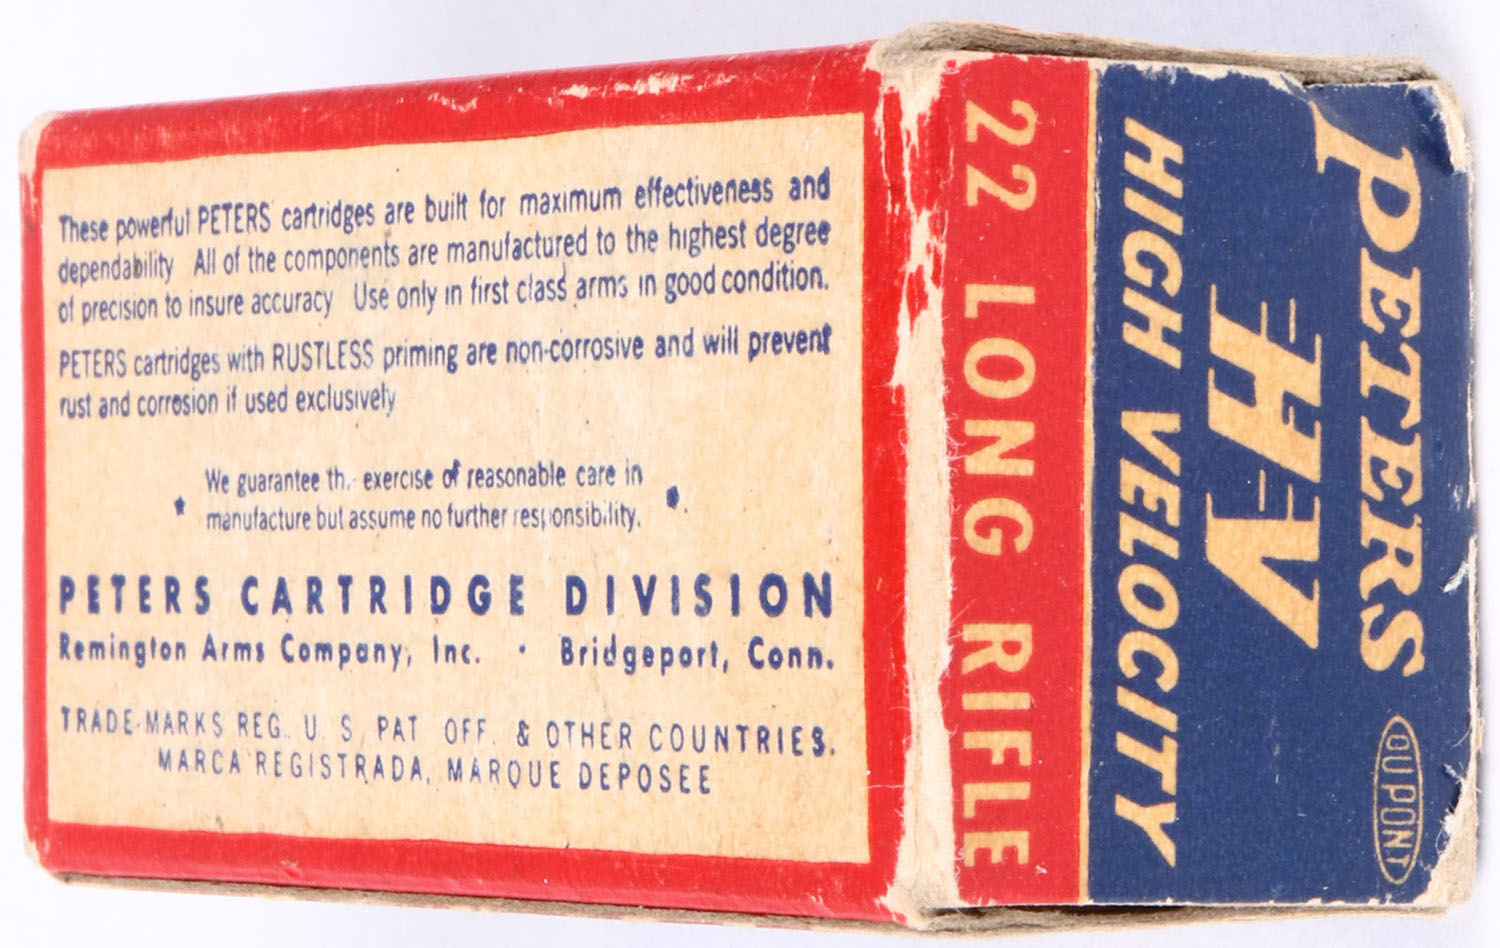 These powerful PETERS cartridges are built for maximum effectiveness and
dependability All of the components are manufactured to the highest degree
of precision to insure accuracy Use only in first class arms in good condition.
PETERS cartridges with RUSTLESS priming are non-corrosive and will prevent
rust and corrosion if used exclusively
We guarantee th. exercise of reasonable care in
manufacture but assume no further responsibility.
PETERS CARTRIDGE DIVISION
Remington Arms Company, Inc. · Bridgeport, Conn.
TRADE-MARKS REG. U. S. PAT OFF. & OTHER COUNTRIES.
MARCA REGISTRADA, MARQUE DEPOSEE
PETERS
HV
HIGH VELOCITY
22 LONG RIFLE
DUPONT